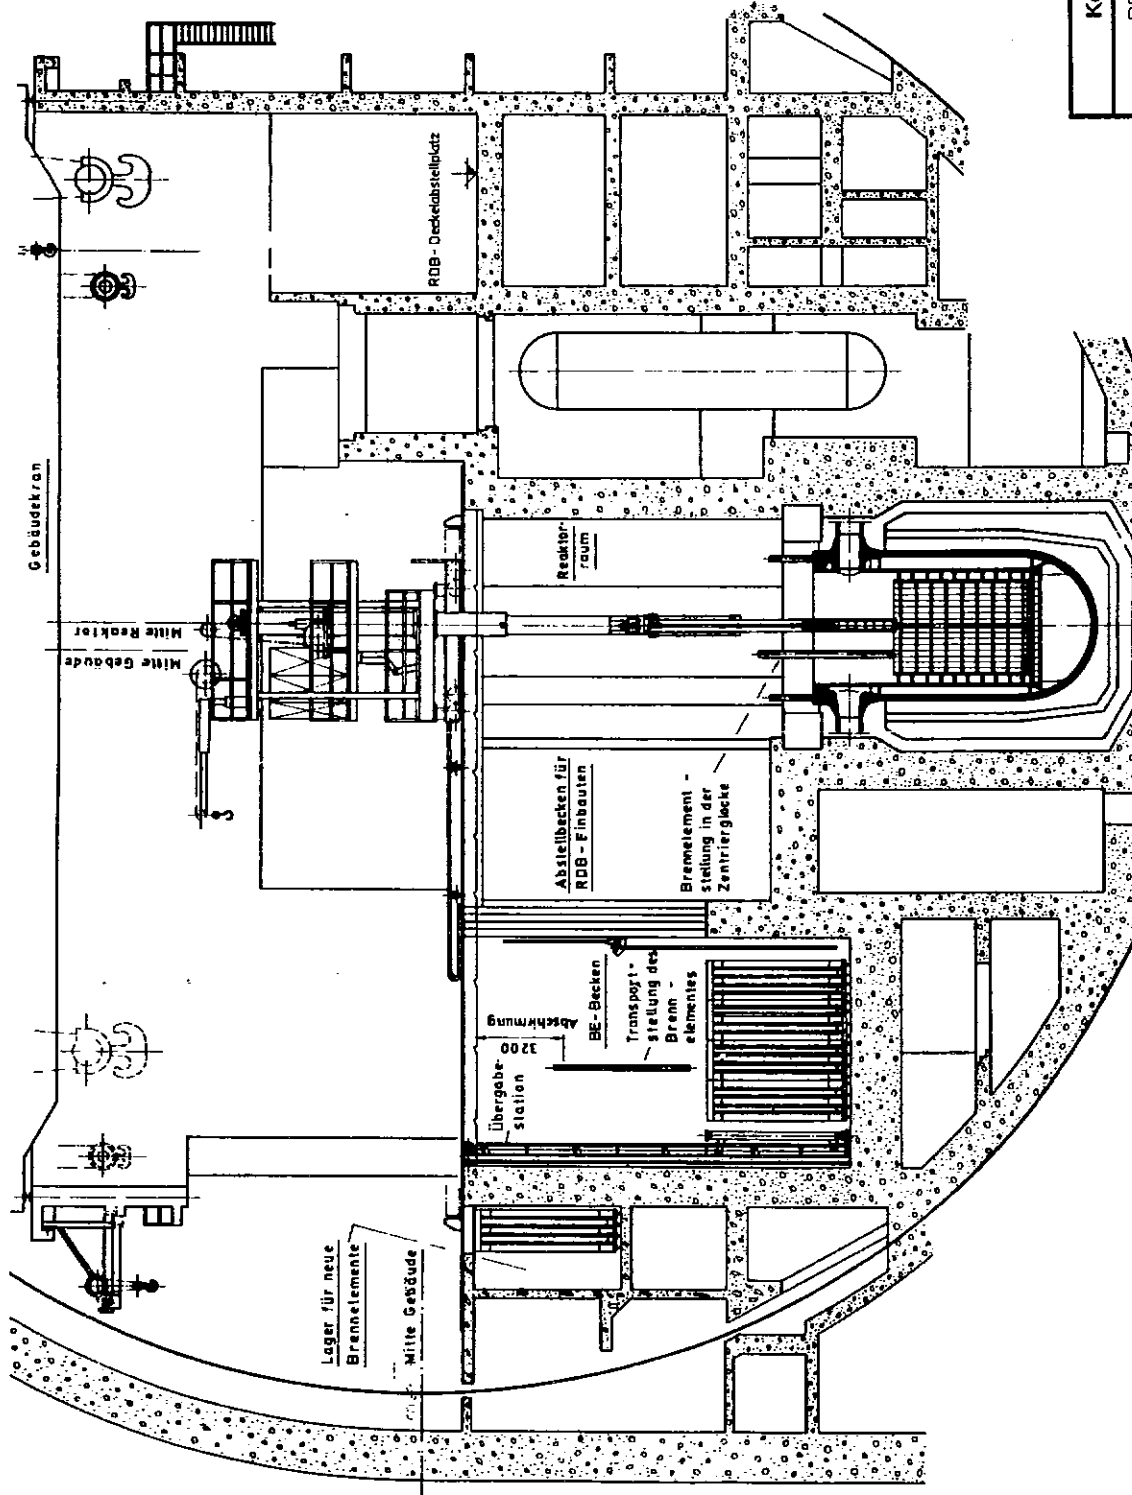 Gebäudekran
RDB-Deckelabstellplatz
Mitte Reaktor
Mitte Gebäude
Reaktor-
raum
Abstellbecken für
RDB-Einbauten
Brennelement-
stellung in der
Zentrierglocke
BE-Becken
Transport-
stellung des
Brenn-
elementes
Abschirmung
3200
Übergabe-
station
Lager für neue
Brennelemente
Mitte Gebäude